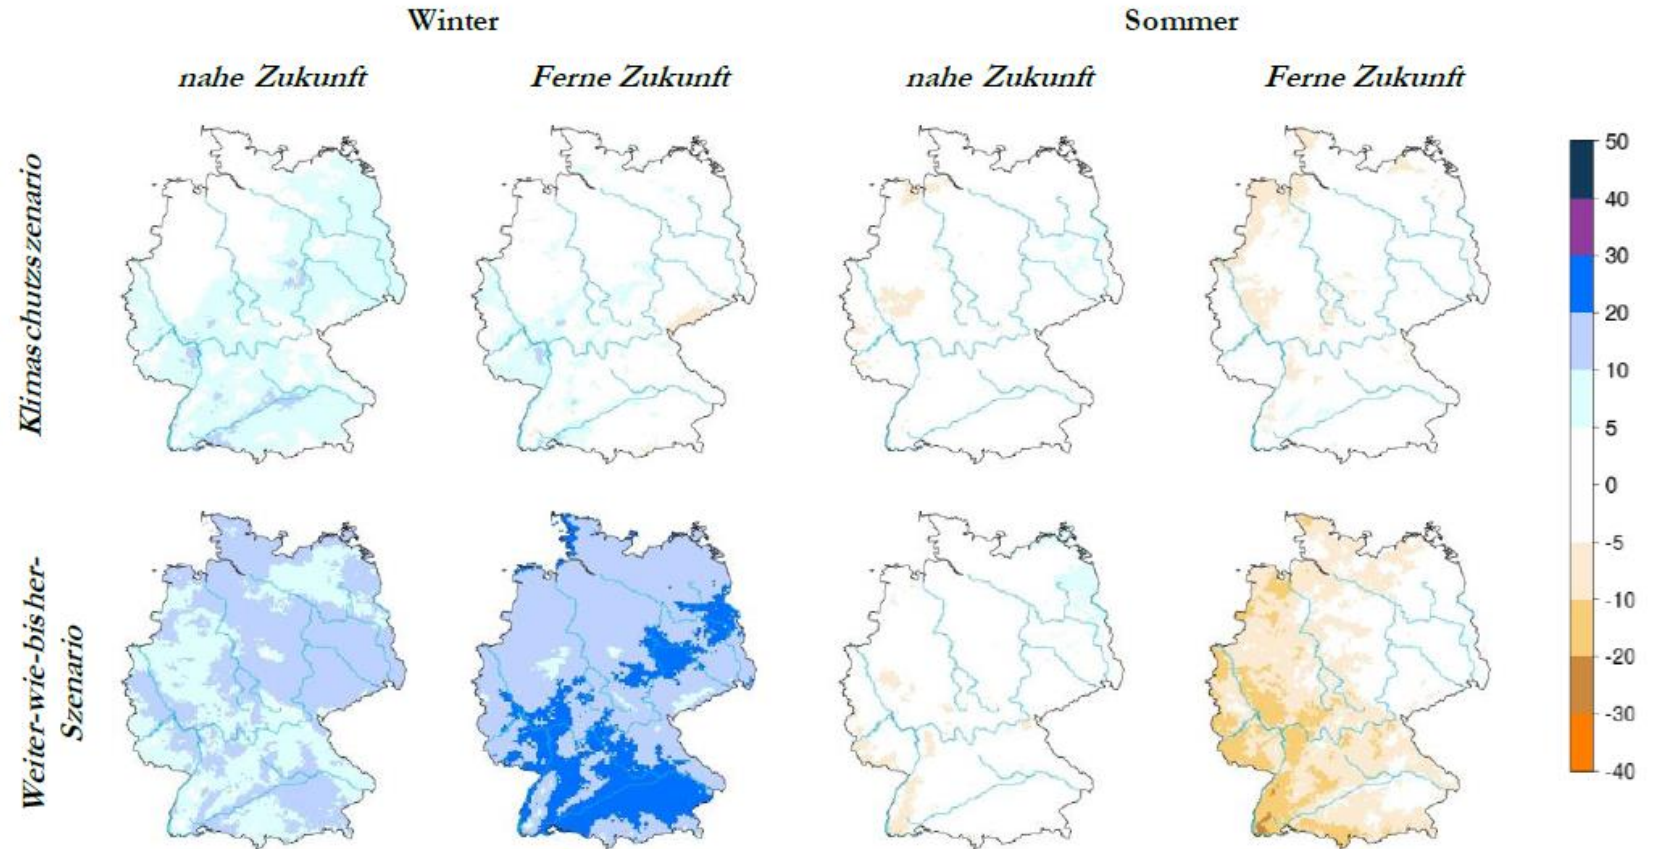 Winter
Sommer
nahe Zukunft
Ferne Zukunft
nahe Zukunft
Ferne Zukunft
Klimaschutzszenario
Weiter-wie-bisher-
Szenario
50
40
30
20
10
5
0
-5
-10
-20
-30
-40